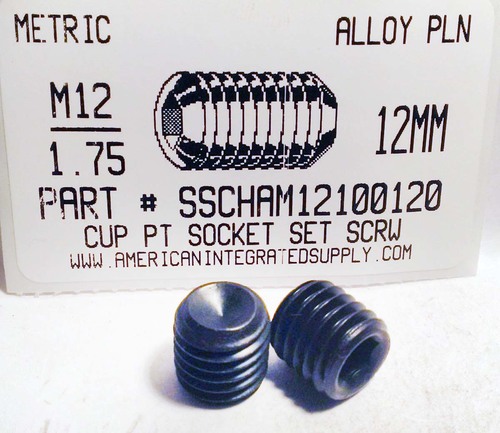 METRIC ALLOY PLN
M12
1.75
12MM
PART # SSCHAM12100120
CUP PT SOCKET SET SCRW
WWW.AMERICANINTEGRATEDSUPPLY.COM